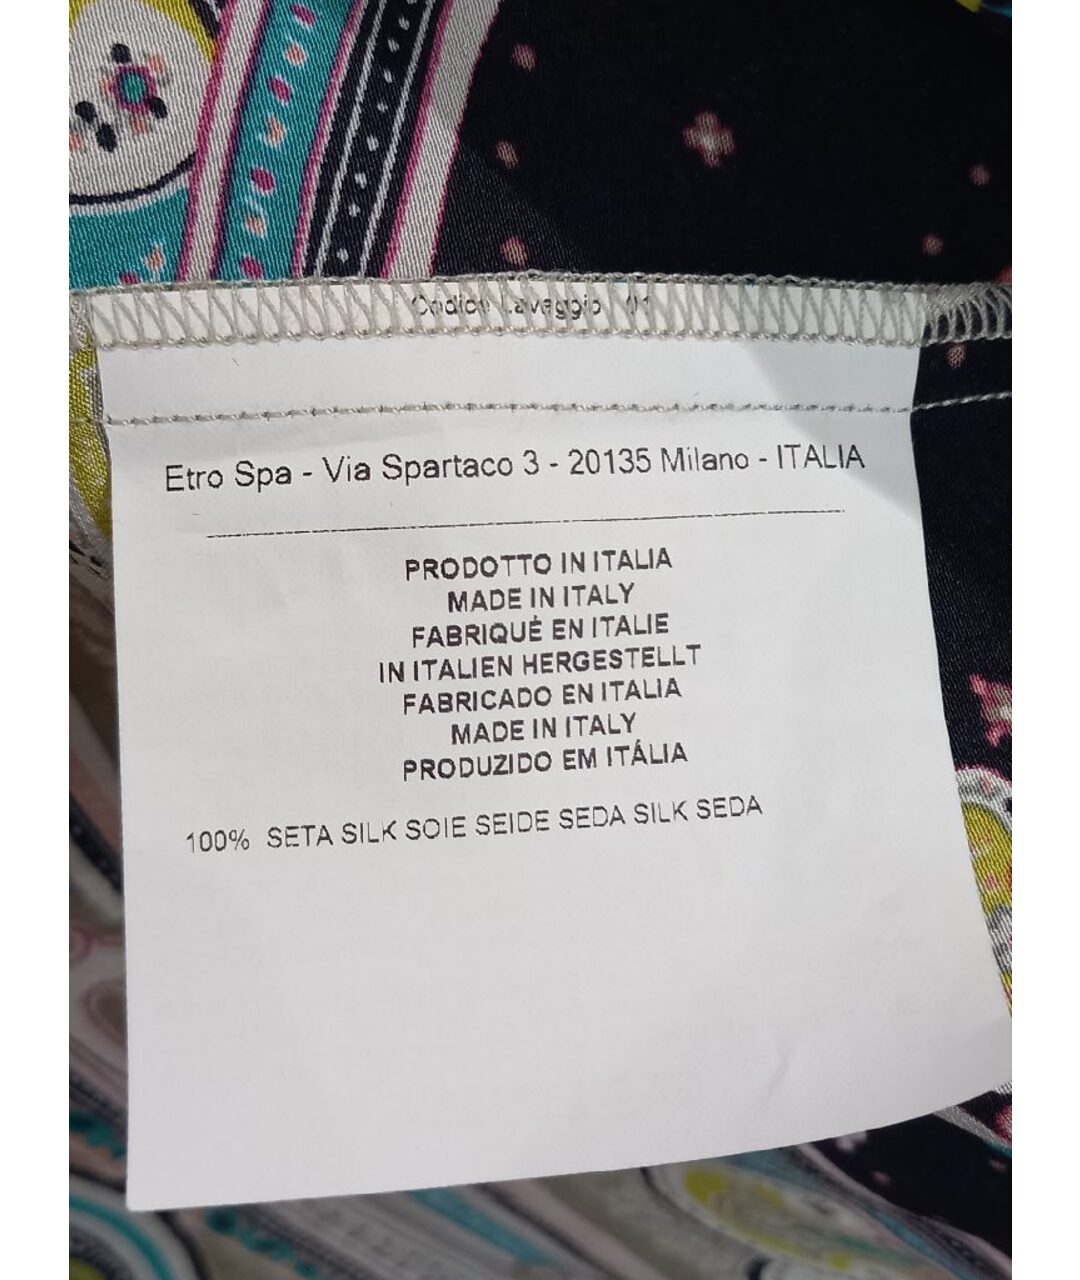 Codice Lavaggio 01
Etro Spa - Via Spartaco 3 - 20135 Milano - ITALIA
PRODOTTO IN ITALIA
MADE IN ITALY
FABRIQUÉ EN ITALIE
IN ITALIEN HERGESTELLT
FABRICADO EN ITALIA
MADE IN ITALY
PRODUZIDO EM ITÁLIA
100% SETA SILK SOIE SEIDE SEDA SILK SEDA